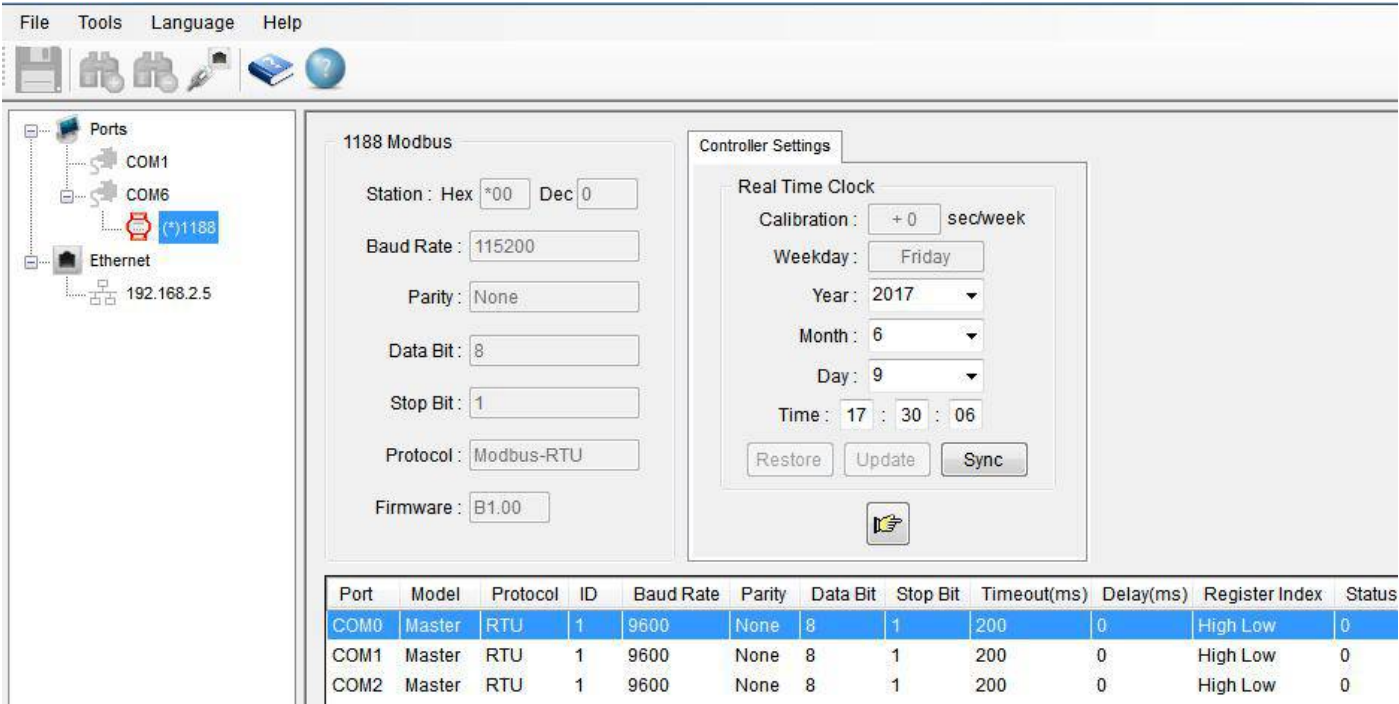 File Tools Language Help
Ports
COM1
COM6
(*)1188
Ethernet
192.168.2.5
1188 Modbus
Station : Hex *00 Dec 0
Baud Rate : 115200
Parity : None
Data Bit : 8
Stop Bit : 1
Protocol : Modbus-RTU
Firmware : B1.00
Controller Settings
Real Time Clock
Calibration : + 0 sec/week
Weekday : Friday
Year : 2017
Month : 6
Day : 9
Time : 17 : 30 : 06
Restore Update Sync
Port Model Protocol ID Baud Rate Parity Data Bit Stop Bit Timeout(ms) Delay(ms) Register Index Status
COM0 Master RTU 1 9600 None 8 1 200 0 High Low 0
COM1 Master RTU 1 9600 None 8 1 200 0 High Low 0
COM2 Master RTU 1 9600 None 8 1 200 0 High Low 0